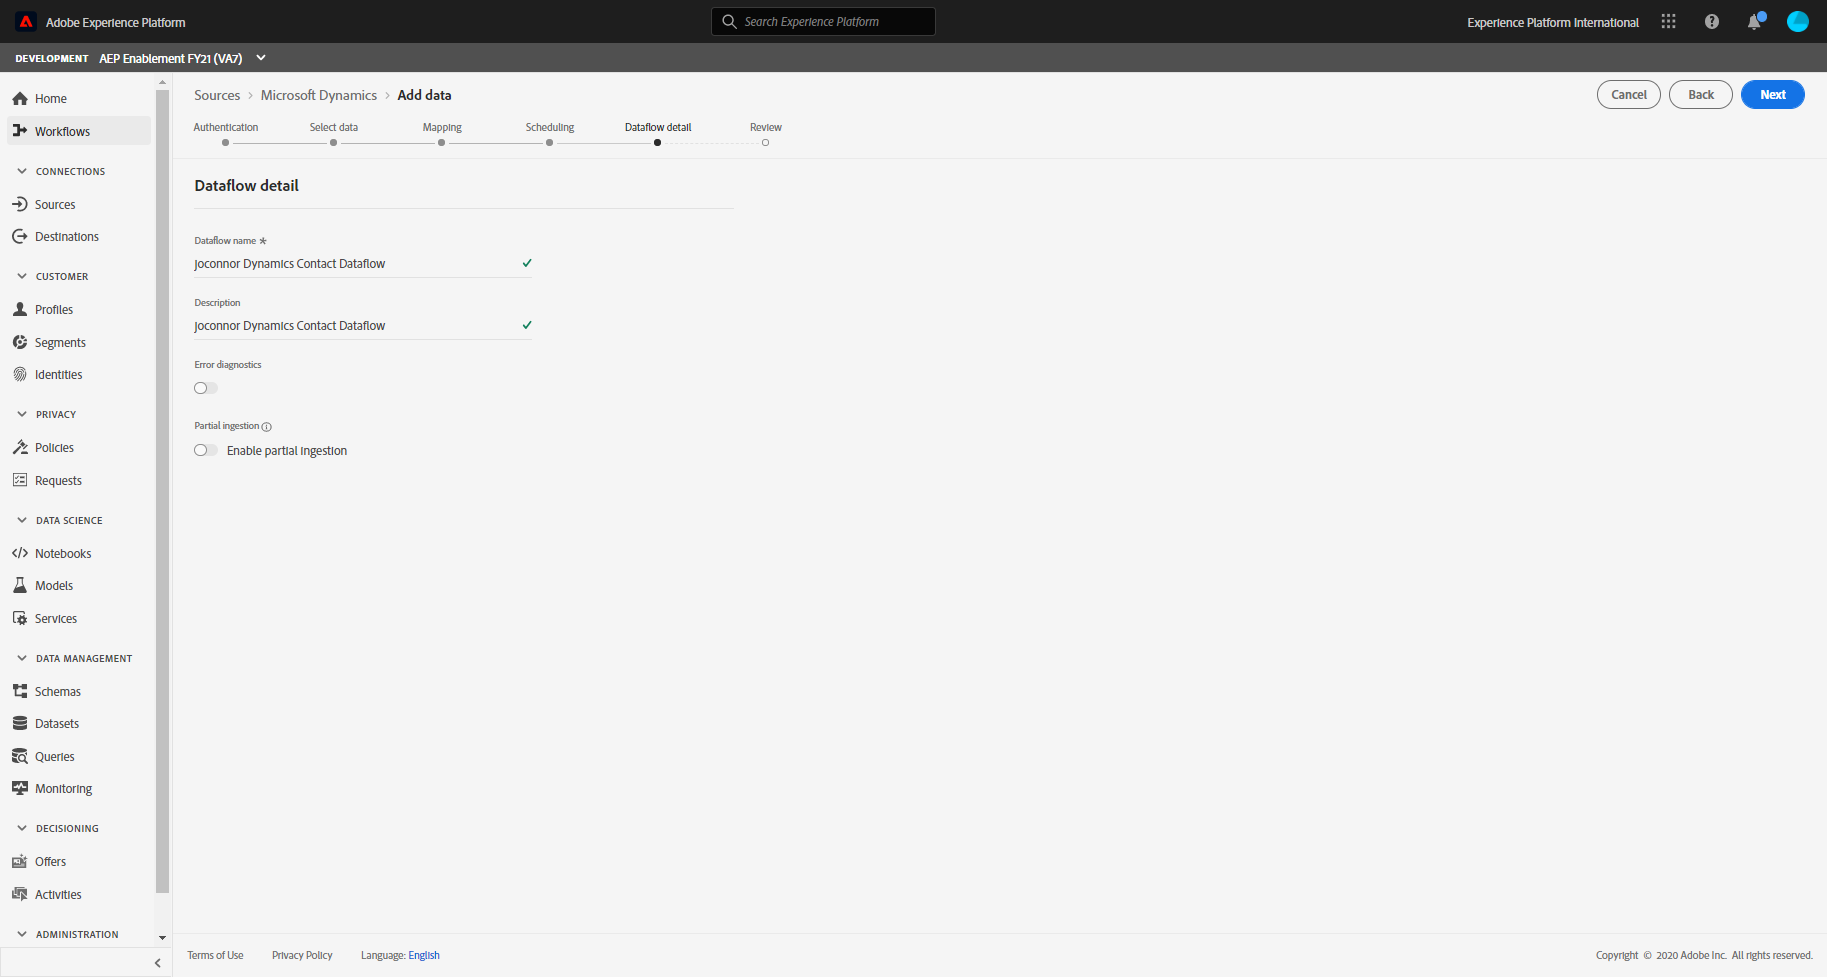 Adobe Experience Platform
Search Experience Platform
Experience Platform International
DEVELOPMENT AEP Enablement FY21 (VA7)
Home
Workflows
CONNECTIONS
Sources
Destinations
CUSTOMER
Profiles
Segments
Identities
PRIVACY
Policies
Requests
DATA SCIENCE
Notebooks
Models
Services
DATA MANAGEMENT
Schemas
Datasets
Queries
Monitoring
DECISIONING
Offers
Activities
ADMINISTRATION
Sources > Microsoft Dynamics > Add data
Cancel Back Next
Authentication Select data Mapping Scheduling Dataflow detail Review
Dataflow detail
Dataflow name *
joconnor Dynamics Contact Dataflow
Description
joconnor Dynamics Contact Dataflow
Error diagnostics
Partial ingestion
Enable partial ingestion
Terms of Use Privacy Policy Language: English
Copyright © 2020 Adobe Inc. All rights reserved.